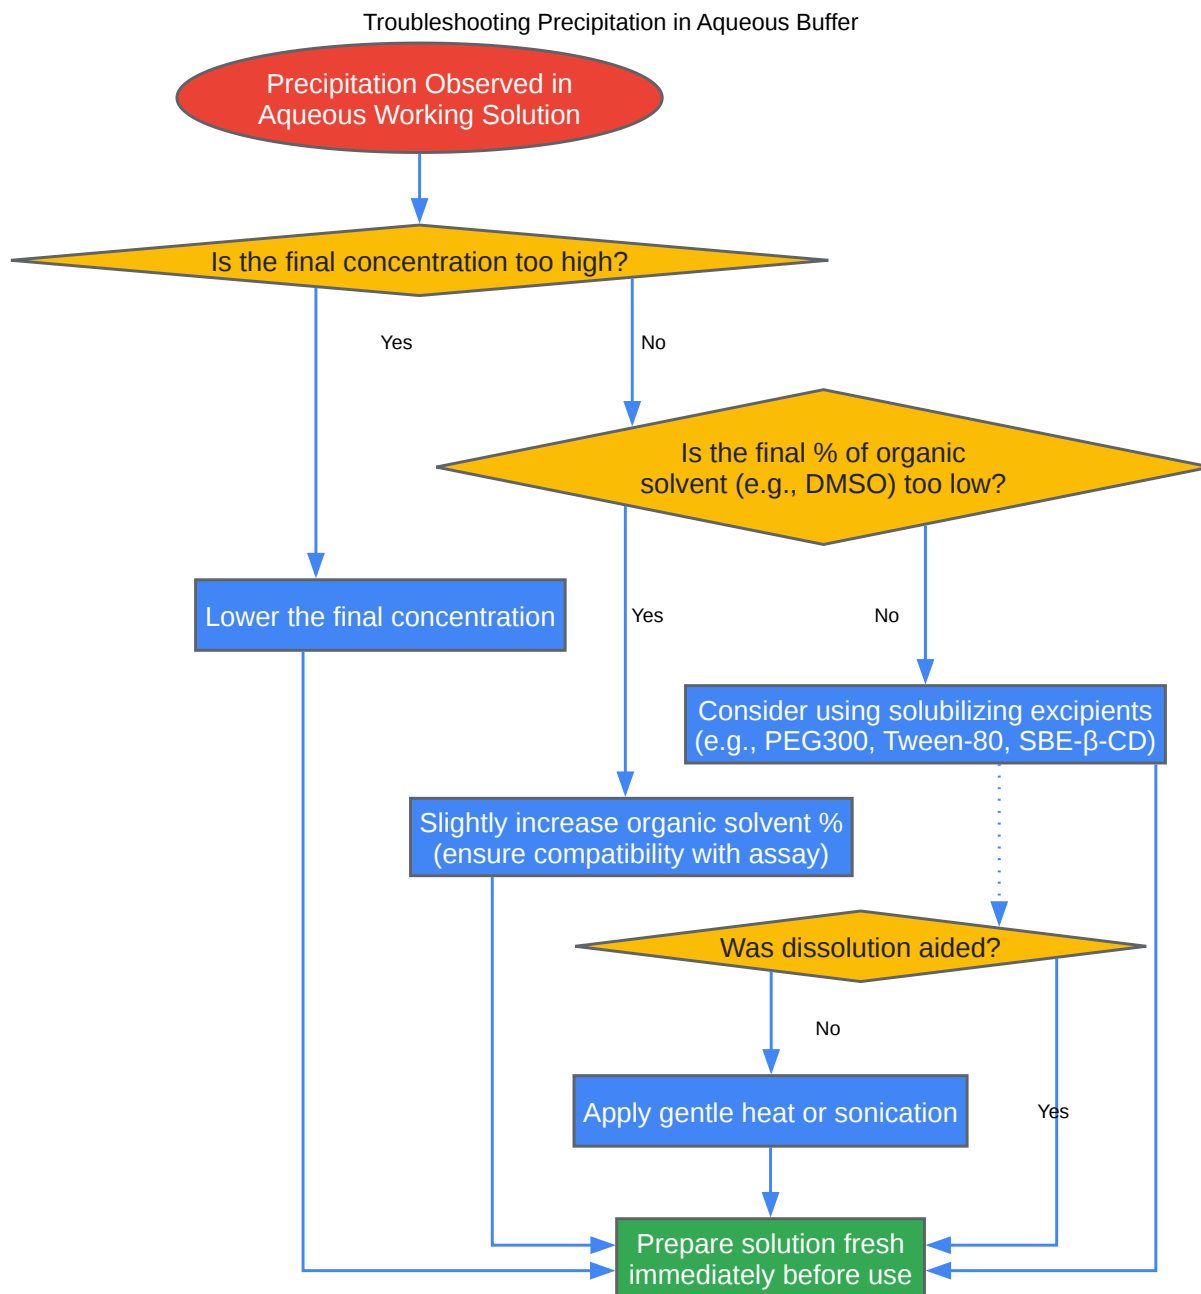 Troubleshooting Precipitation in Aqueous Buffer
Precipitation Observed in
Aqueous Working Solution
Is the final concentration too high?
Yes
No
Is the final % of organic
solvent (e.g., DMSO) too low?
Lower the final concentration
Yes
No
Consider using solubilizing excipients
(e.g., PEG300, Tween-80, SBE-β-CD)
Slightly increase organic solvent %
(ensure compatibility with assay)
Was dissolution aided?
No
Apply gentle heat or sonication
Yes
Prepare solution fresh
immediately before use